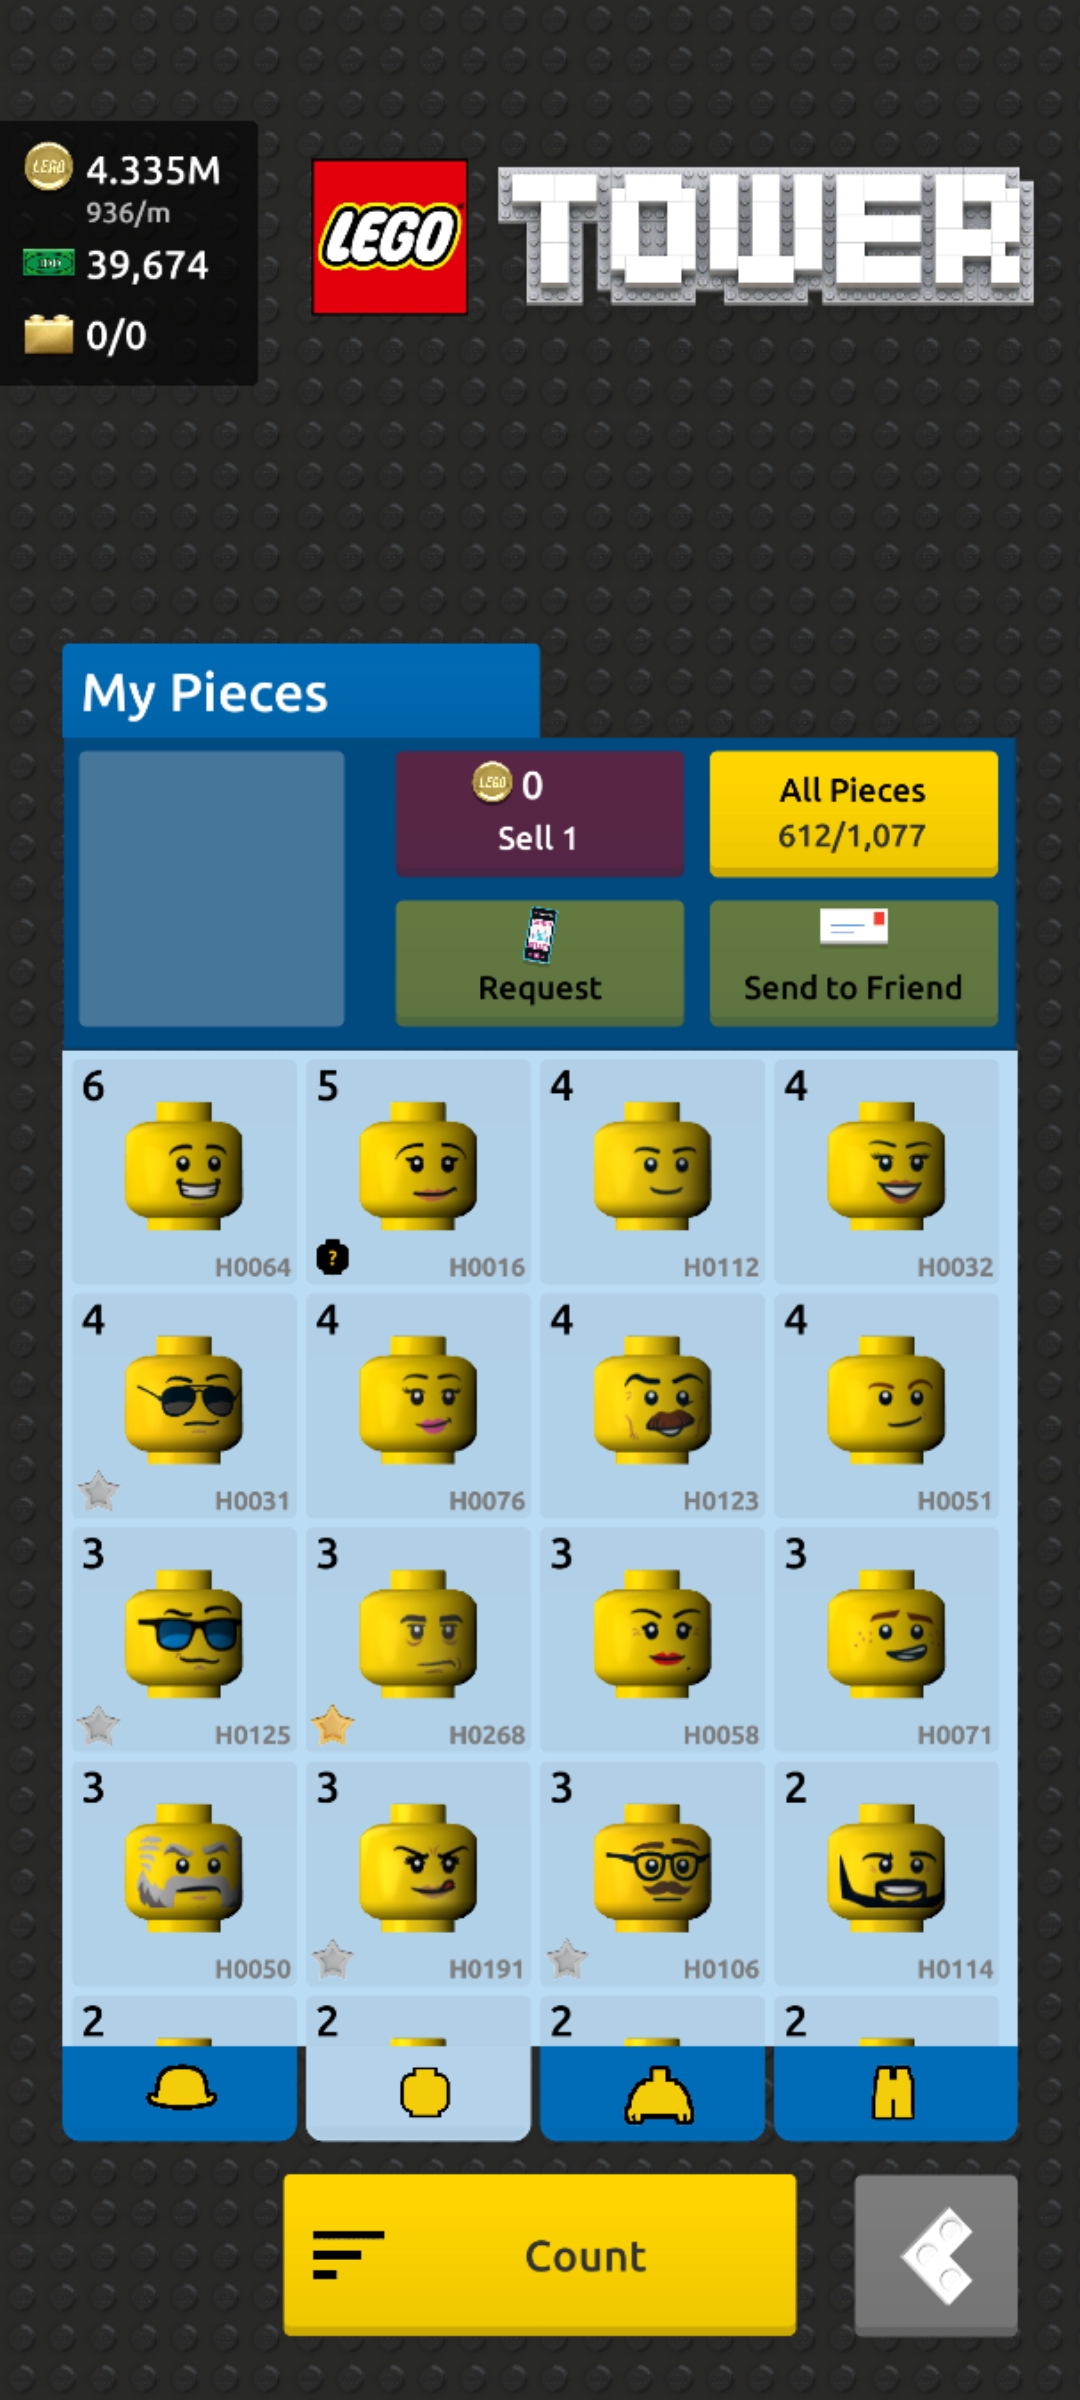 4.335M
936/m
39,674
0/0
LEGO TOWER
My Pieces
0
Sell 1
All Pieces
612/1,077
Request
Send to Friend
6 5 4 4
H0064 ? H0016 H0112 H0032
4 4 4 4
H0031 H0076 H0123 H0051
3 3 3 3
H0125 H0268 H0058 H0071
3 3 3 2
H0050 H0191 H0106 H0114
2 2 2 2
Count